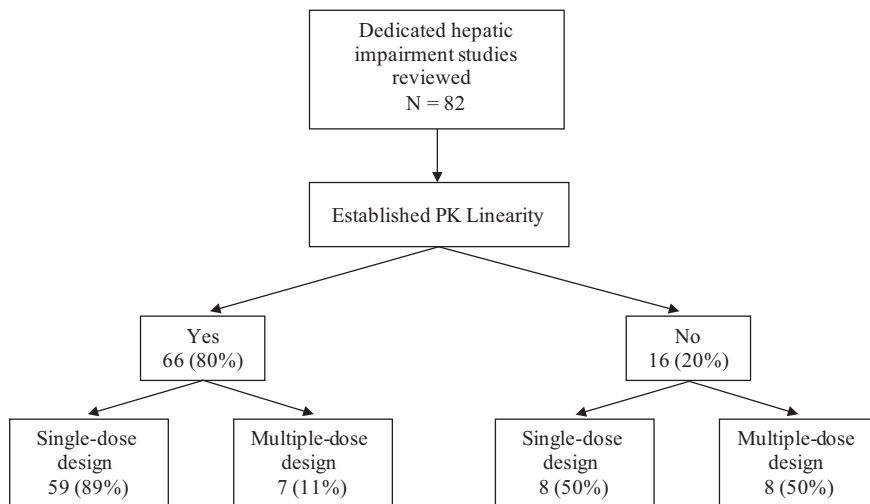 Dedicated hepatic
impairment studies
reviewed
N = 82
Established PK Linearity
Yes
66 (80%)
No
16 (20%)
Single-dose
design
59 (89%)
Multiple-dose
design
7 (11%)
Single-dose
design
8 (50%)
Multiple-dose
design
8 (50%)